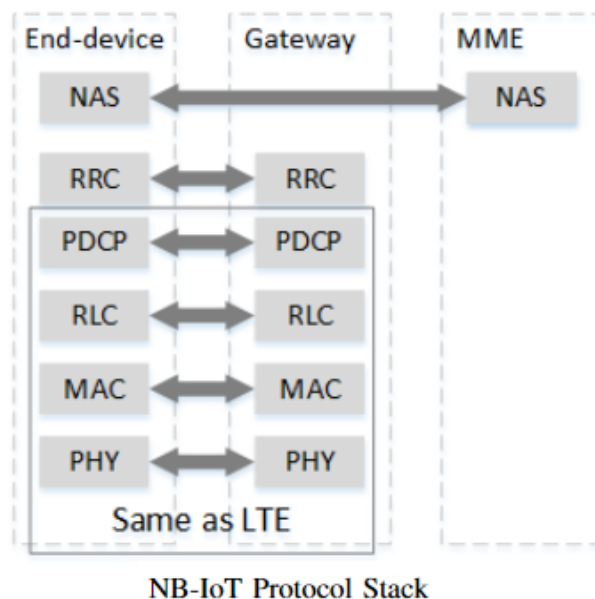 End-device Gateway MME
NAS NAS
RRC RRC
PDCP PDCP
RLC RLC
MAC MAC
PHY PHY
Same as LTE
NB-IoT Protocol Stack